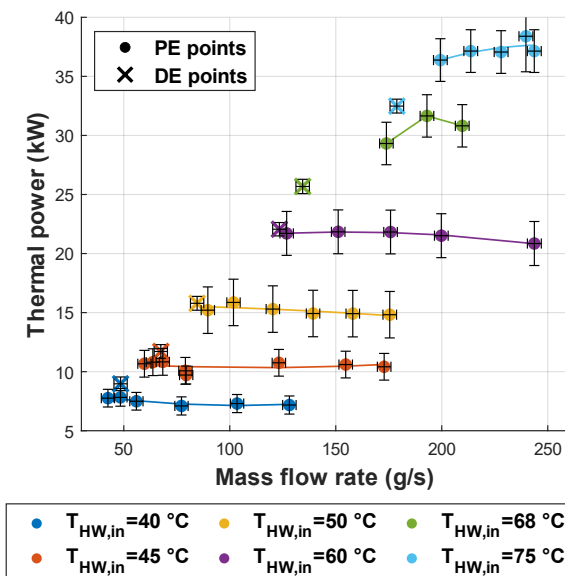 40
35
30
25
20
15
10
5
Thermal power (kW)
PE points
DE points
50 100 150 200 250
Mass flow rate (g/s)
T_HW,in=40 °C T_HW,in=50 °C T_HW,in=68 °C
T_HW,in=45 °C T_HW,in=60 °C T_HW,in=75 °C